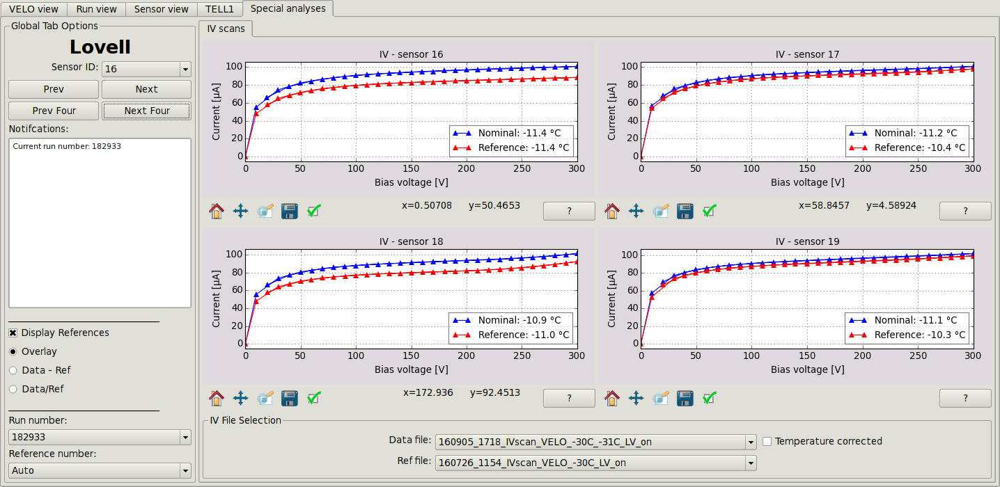 VELO view Run view Sensor view TELL1 Special analyses
Global Tab Options
Lovell
Sensor ID: 16
Prev Next
Prev Four Next Four
Notifcations:
Current run number: 182933
Display References
Overlay
Data - Ref
Data/Ref
Run number:
182933
Reference number:
Auto
IV scans
IV - sensor 16
Current [µA]
100
80
60
40
20
0
Nominal: -11.4 °C
Reference: -11.4 °C
0 50 100 150 200 250 300
Bias voltage [V]
x=0.50708 y=50.4653 ?
IV - sensor 17
Current [µA]
100
80
60
40
20
0
Nominal: -11.2 °C
Reference: -10.4 °C
0 50 100 150 200 250 300
Bias voltage [V]
x=58.8457 y=4.58924 ?
IV - sensor 18
Current [µA]
100
80
60
40
20
0
Nominal: -10.9 °C
Reference: -11.0 °C
0 50 100 150 200 250 300
Bias voltage [V]
x=172.936 y=92.4513 ?
IV - sensor 19
Current [µA]
100
80
60
40
20
0
Nominal: -11.1 °C
Reference: -10.3 °C
0 50 100 150 200 250 300
Bias voltage [V]
?
IV File Selection
Data file: 160905_1718_IVscan_VELO_-30C_-31C_LV_on Temperature corrected
Ref file: 160726_1154_IVscan_VELO_-30C_LV_on